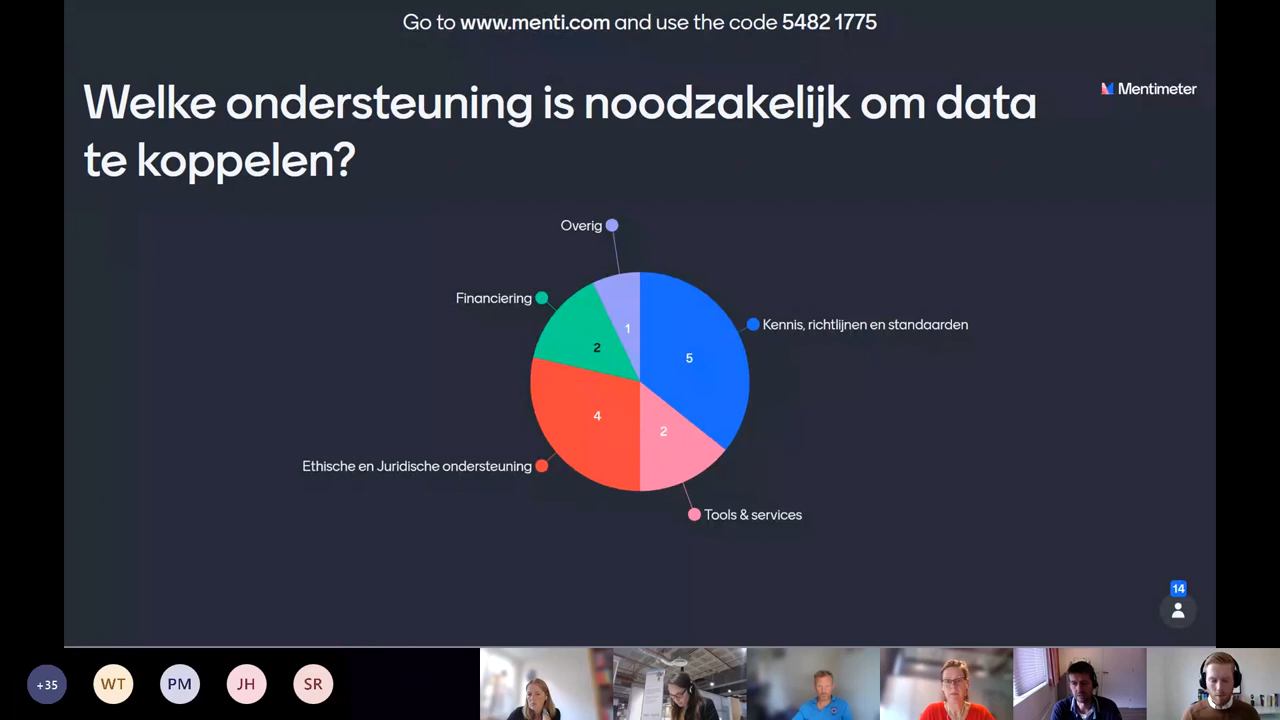 Go to www.menti.com and use the code 5482 1775
Mentimeter
Welke ondersteuning is noodzakelijk om data
te koppelen?
Overig
Financiering
Kennis, richtlijnen en standaarden
1
2
5
4
2
Ethische en Juridische ondersteuning
Tools & services
14
+35
WT
PM
JH
SR